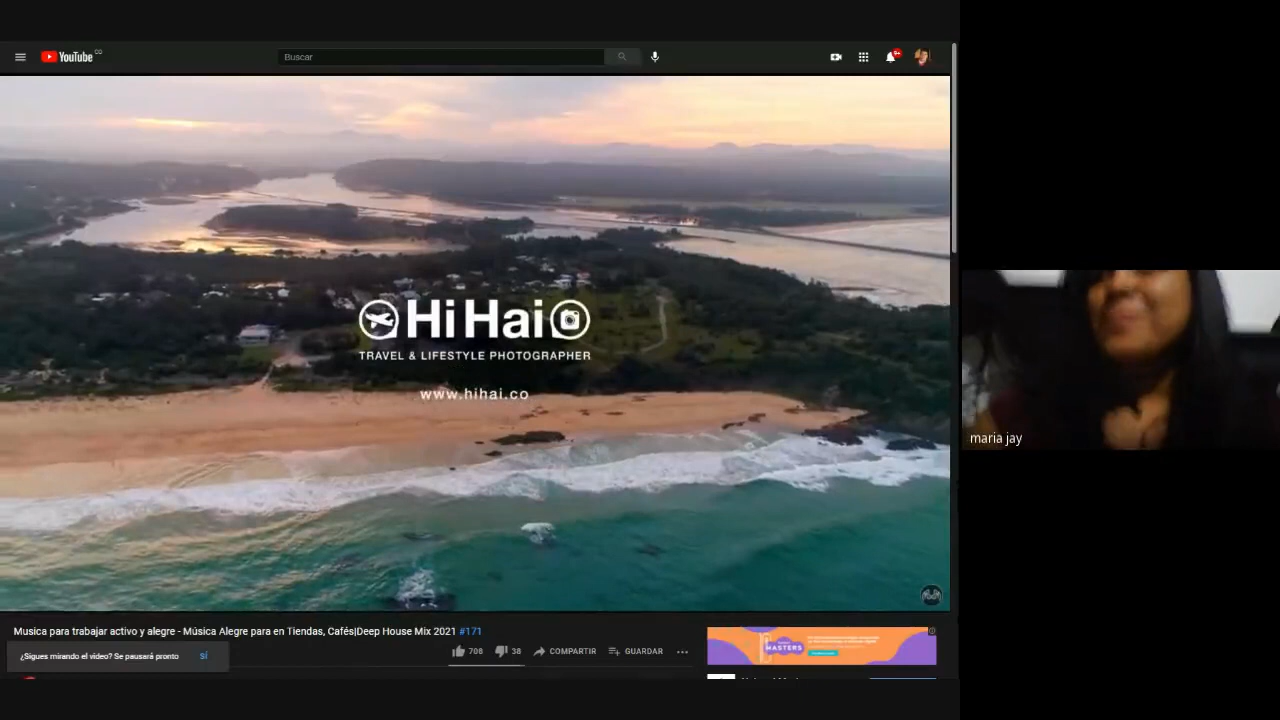 YouTube CO
Buscar
9+
HiHai
TRAVEL & LIFESTYLE PHOTOGRAPHER
www.hihai.co
maria jay
Musica para trabajar activo y alegre - Música Alegre para en Tiendas, Cafés|Deep House Mix 2021 #171
¿Sigues mirando el video? Se pausará pronto SÍ
708 38 COMPARTIR GUARDAR
MASTERS